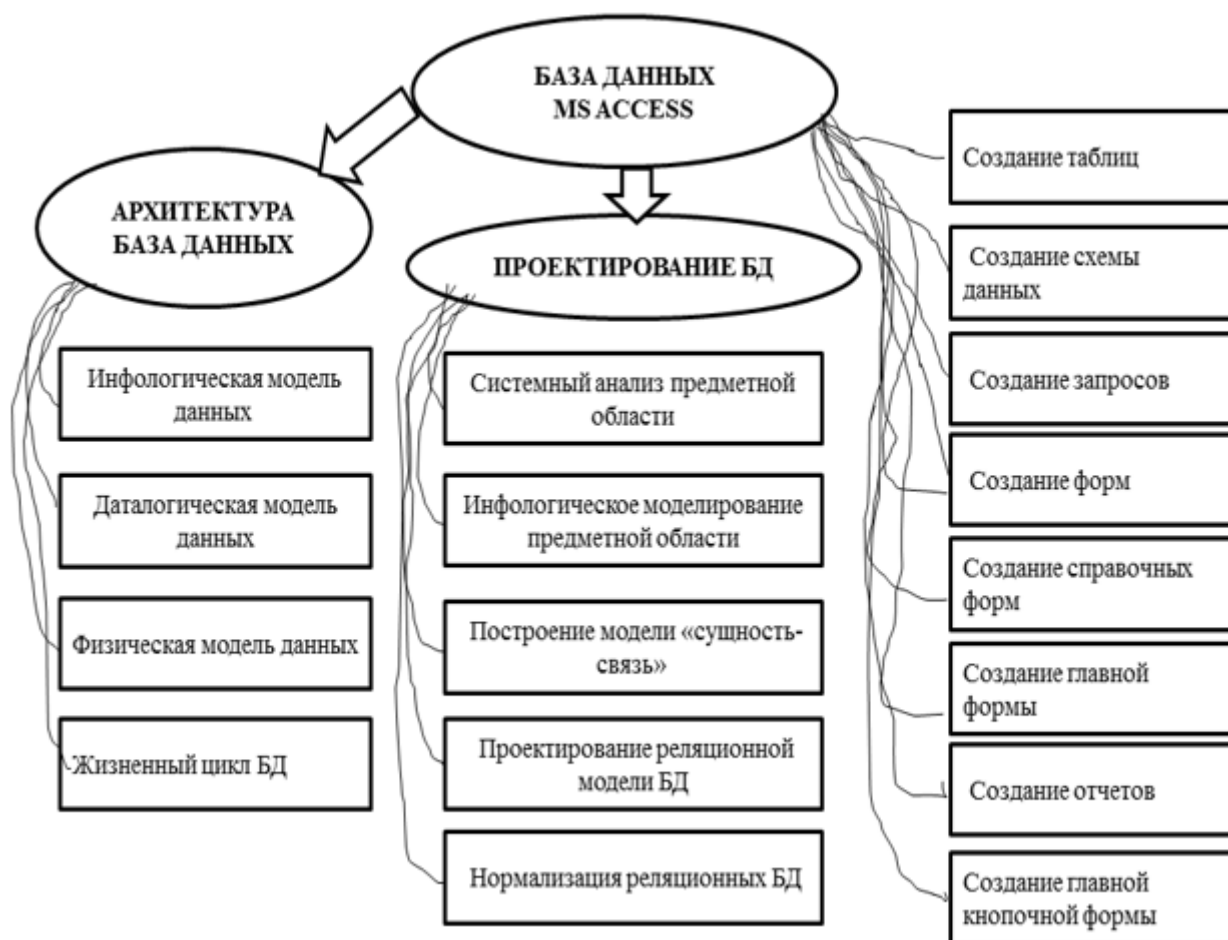 БАЗА ДАННЫХ
MS ACCESS
АРХИТЕКТУРА
БАЗА ДАННЫХ
ПРОЕКТИРОВАНИЕ БД
Инфологическая модель
данных
Даталогическая модель
данных
Физическая модель данных
Жизненный цикл БД
Системный анализ предметной
области
Инфологическое моделирование
предметной области
Построение модели «сущность-
связь»
Проектирование реляционной
модели БД
Нормализация реляционных БД
Создание таблиц
Создание схемы
данных
Создание запросов
Создание форм
Создание справочных
форм
Создание главной
формы
Создание отчетов
Создание главной
кнопочной формы